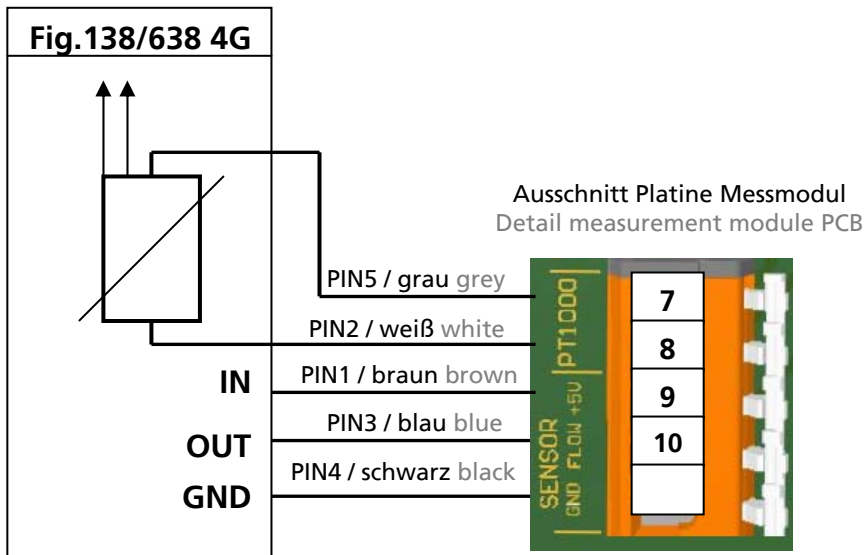 Fig.138/638 4G
Ausschnitt Platine Messmodul
Detail measurement module PCB
PIN5 / grau grey
PIN2 / weiß white
IN
PIN1 / braun brown
OUT
PIN3 / blau blue
GND
PIN4 / schwarz black
PT1000
SENSOR
GND FLOW +5V
7
8
9
10